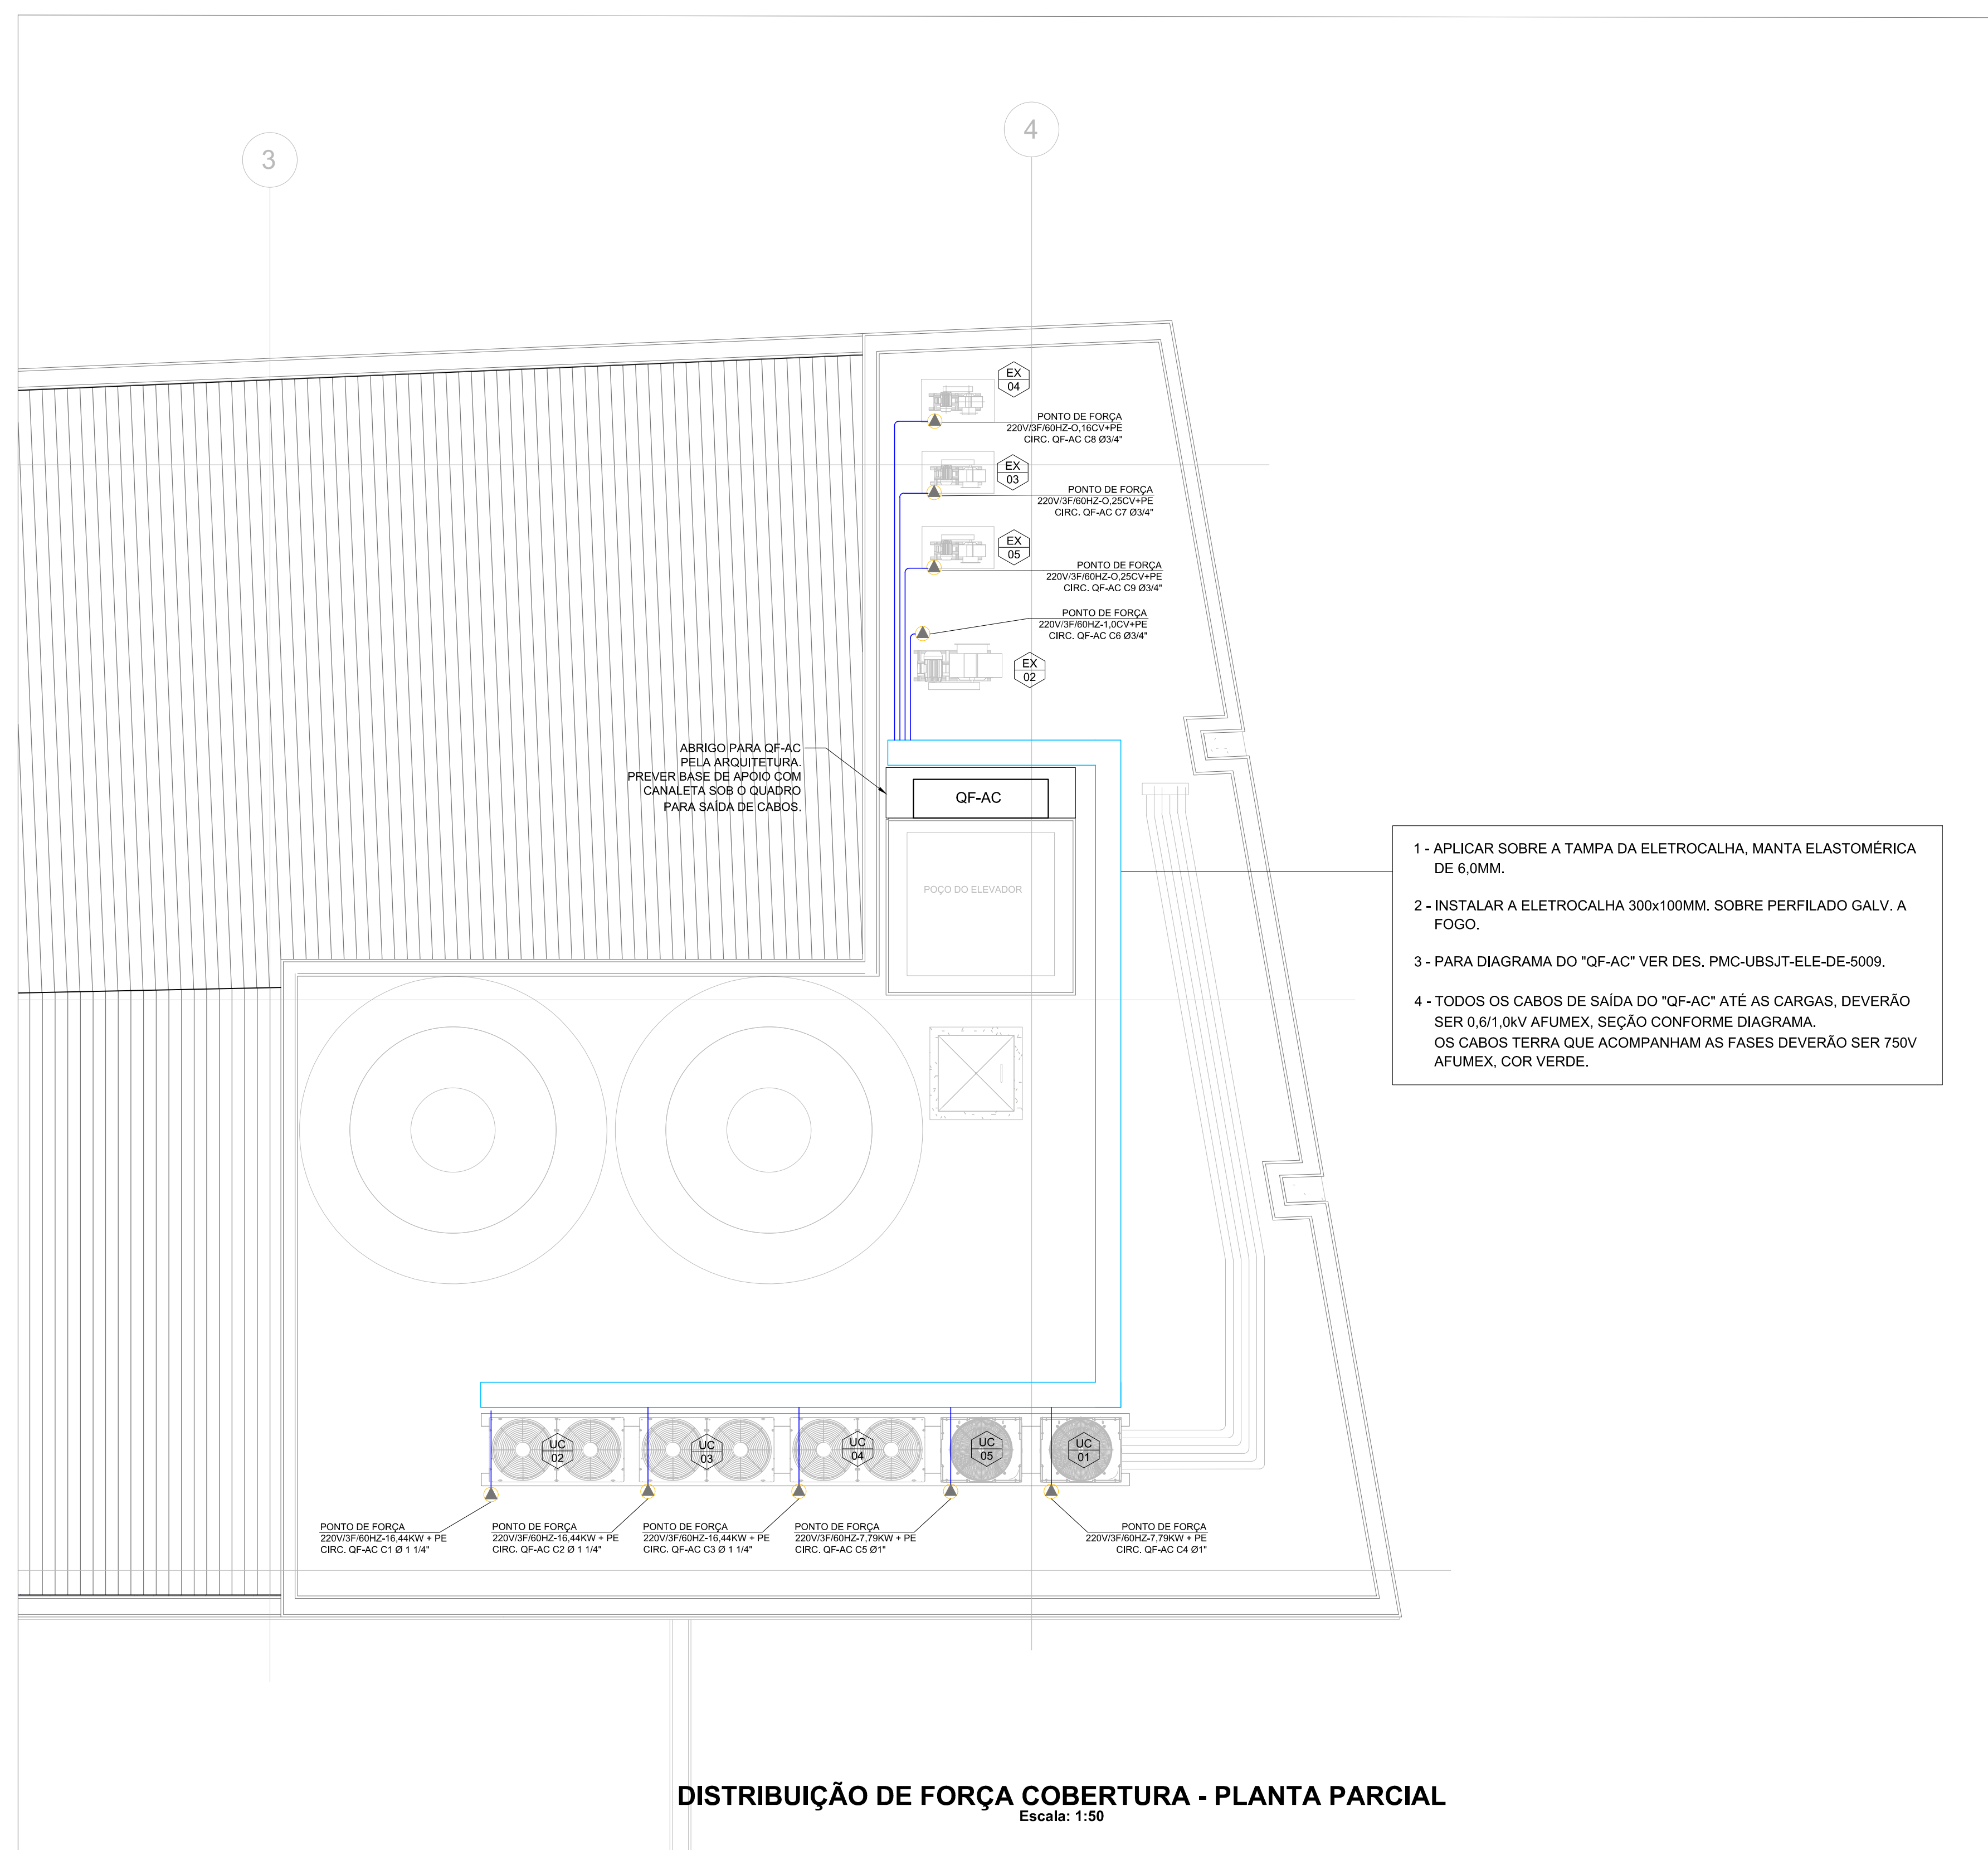 3
4
EX
04
PONTO DE FORÇA
220V/3F/60HZ-O,16CV+PE
CIRC. QF-AC C8 Ø3/4"
EX
03
PONTO DE FORÇA
220V/3F/60HZ-O,25CV+PE
CIRC. QF-AC C7 Ø3/4"
EX
05
PONTO DE FORÇA
220V/3F/60HZ-O,25CV+PE
CIRC. QF-AC C9 Ø3/4"
PONTO DE FORÇA
220V/3F/60HZ-1,0CV+PE
CIRC. QF-AC C6 Ø3/4"
EX
02
ABRIGO PARA QF-AC
PELA ARQUITETURA.
PREVER BASE DE APOIO COM
CANALETA SOB O QUADRO
PARA SAÍDA DE CABOS.
QF-AC
POÇO DO ELEVADOR
1 - APLICAR SOBRE A TAMPA DA ELETROCALHA, MANTA ELASTOMÉRICA
DE 6,0MM.
2 - INSTALAR A ELETROCALHA 300x100MM. SOBRE PERFILADO GALV. A
FOGO.
3 - PARA DIAGRAMA DO "QF-AC" VER DES. PMC-UBSJT-ELE-DE-5009.
4 - TODOS OS CABOS DE SAÍDA DO "QF-AC" ATÉ AS CARGAS, DEVERÃO
SER 0,6/1,0kV AFUMEX, SEÇÃO CONFORME DIAGRAMA.
OS CABOS TERRA QUE ACOMPANHAM AS FASES DEVERÃO SER 750V
AFUMEX, COR VERDE.
UC
02
UC
03
UC
04
UC
05
UC
01
PONTO DE FORÇA
220V/3F/60HZ-16,44KW + PE
CIRC. QF-AC C1 Ø 1 1/4"
PONTO DE FORÇA
220V/3F/60HZ-16,44KW + PE
CIRC. QF-AC C2 Ø 1 1/4"
PONTO DE FORÇA
220V/3F/60HZ-16,44KW + PE
CIRC. QF-AC C3 Ø 1 1/4"
PONTO DE FORÇA
220V/3F/60HZ-7,79KW + PE
CIRC. QF-AC C5 Ø1"
PONTO DE FORÇA
220V/3F/60HZ-7,79KW + PE
CIRC. QF-AC C4 Ø1"
DISTRIBUIÇÃO DE FORÇA COBERTURA - PLANTA PARCIAL
Escala: 1:50